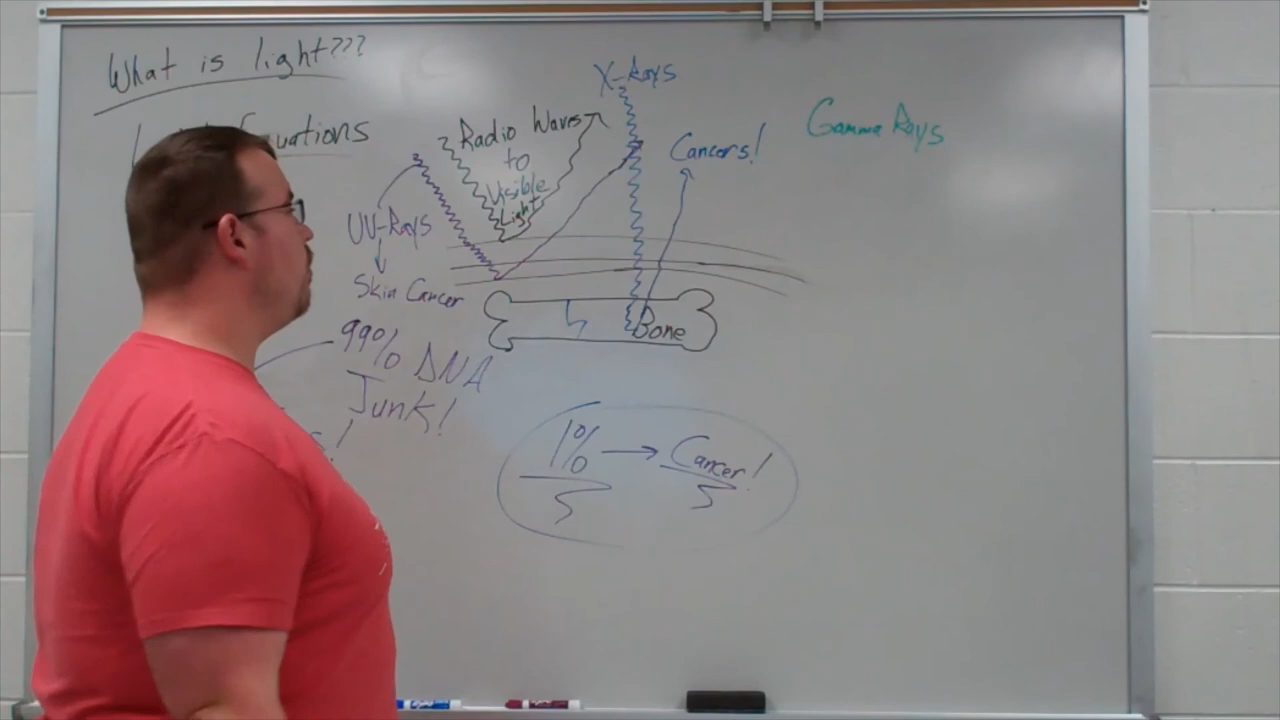 What is light???
Equations
X-Rays
Radio Waves
to
Visible
Light
Cancers!
Gamma Rays
UV-Rays
Skin Cancer
Bone
99% DNA
Junk!
1% → Cancer!